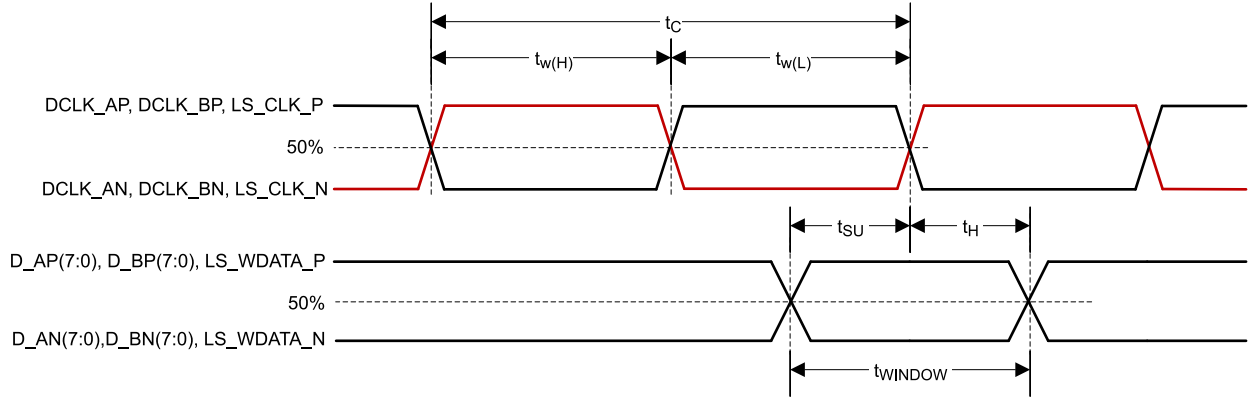 tC
tw(H)
tw(L)
DCLK_AP, DCLK_BP, LS_CLK_P
50%
DCLK_AN, DCLK_BN, LS_CLK_N
tSU
tH
D_AP(7:0), D_BP(7:0), LS_WDATA_P
50%
D_AN(7:0),D_BN(7:0), LS_WDATA_N
tWINDOW